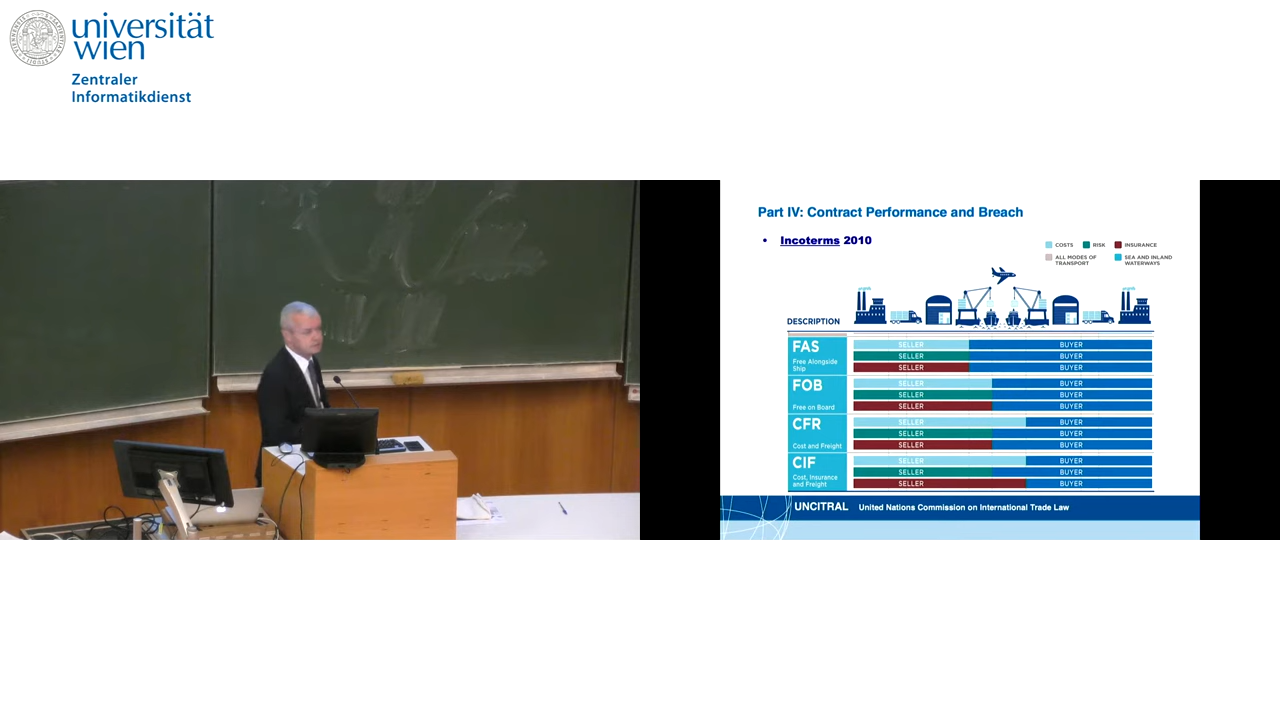 universität
wien
Zentraler
Informatikdienst
Part IV: Contract Performance and Breach
• Incoterms 2010
COSTS RISK INSURANCE
ALL MODES OF TRANSPORT SEA AND INLAND WATERWAYS
DESCRIPTION
FAS
Free Alongside
Ship
SELLER BUYER
SELLER BUYER
SELLER BUYER
FOB
Free on Board
SELLER BUYER
SELLER BUYER
SELLER BUYER
CFR
Cost and Freight
SELLER BUYER
SELLER BUYER
SELLER BUYER
CIF
Cost, Insurance
and Freight
SELLER BUYER
SELLER BUYER
SELLER BUYER
UNCITRAL United Nations Commission on International Trade Law